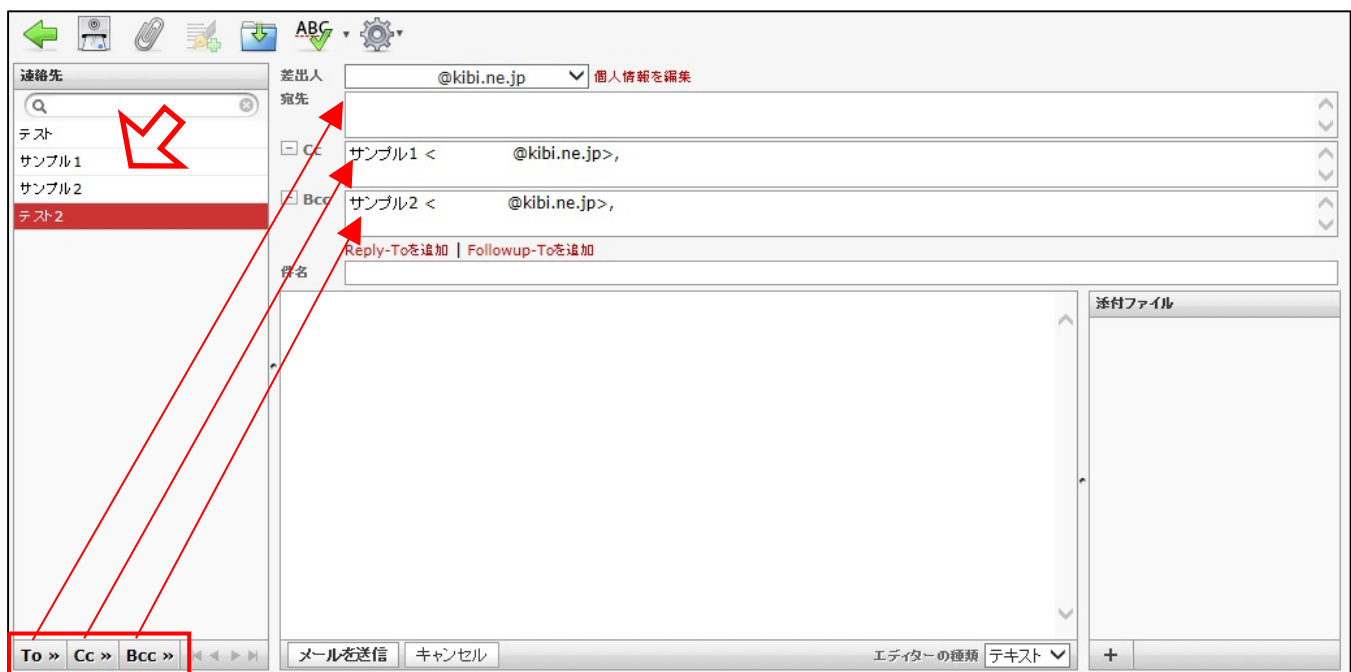 ABC
連絡先
テスト
サンプル1
サンプル2
テスト2
To » Cc » Bcc »
差出人 @kibi.ne.jp 個人情報を編集
宛先
Cc サンプル1 < @kibi.ne.jp>,
Bcc サンプル2 < @kibi.ne.jp>,
Reply-Toを追加 | Followup-Toを追加
件名
メールを送信 キャンセル エディターの種類 テキスト
添付ファイル
+